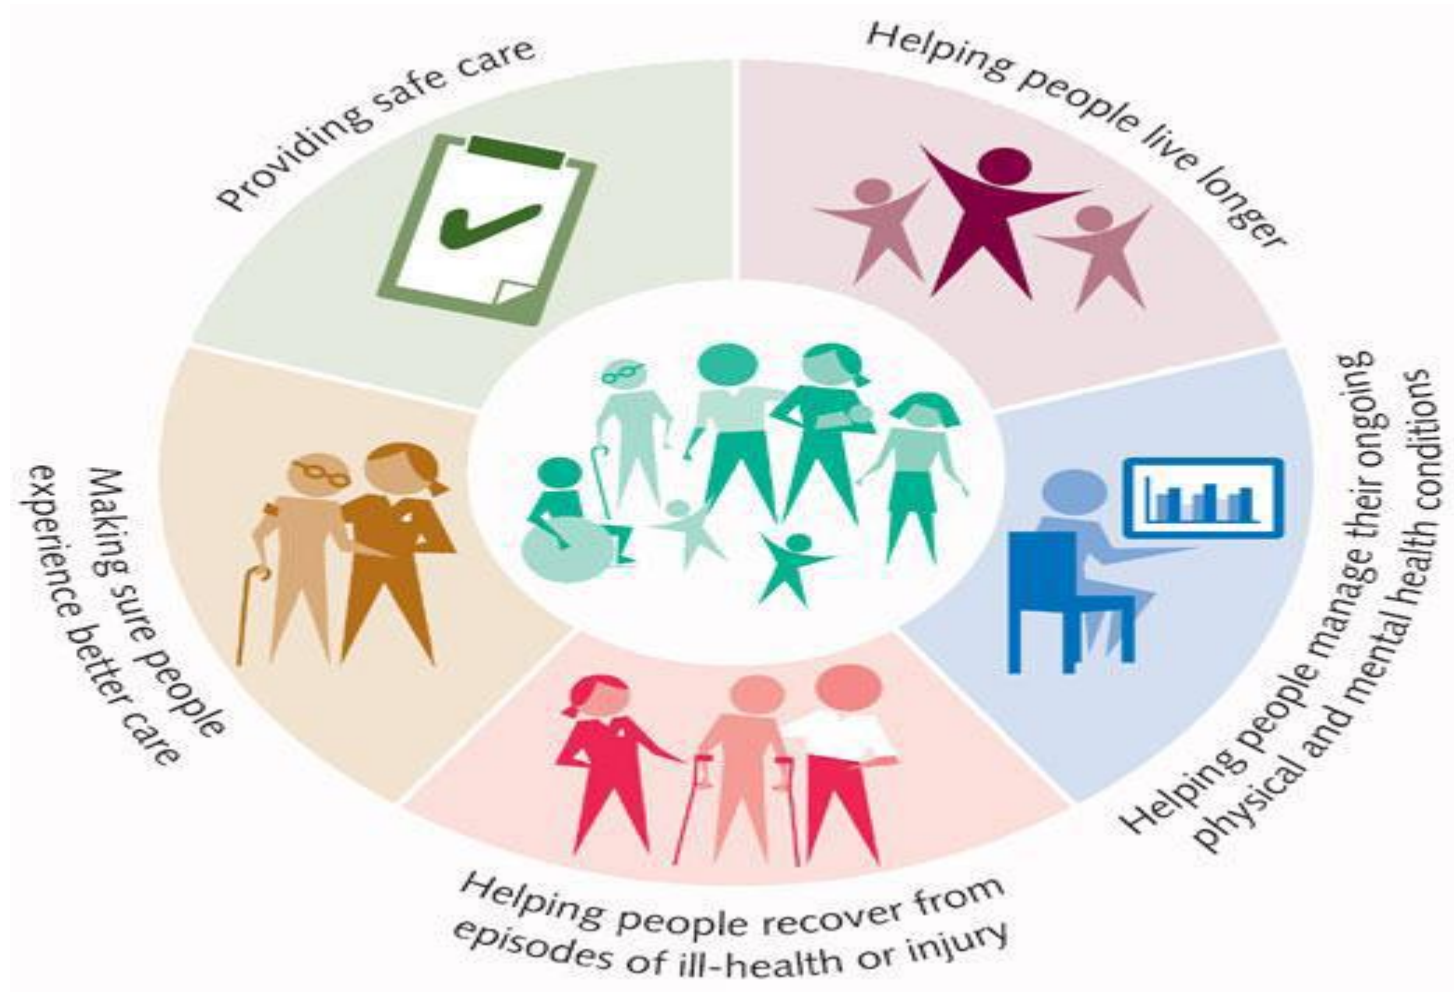 Providing safe care
Helping people live longer
Helping people manage their ongoing
physical and mental health conditions
Helping people recover from
episodes of ill-health or injury
Making sure people
experience better care